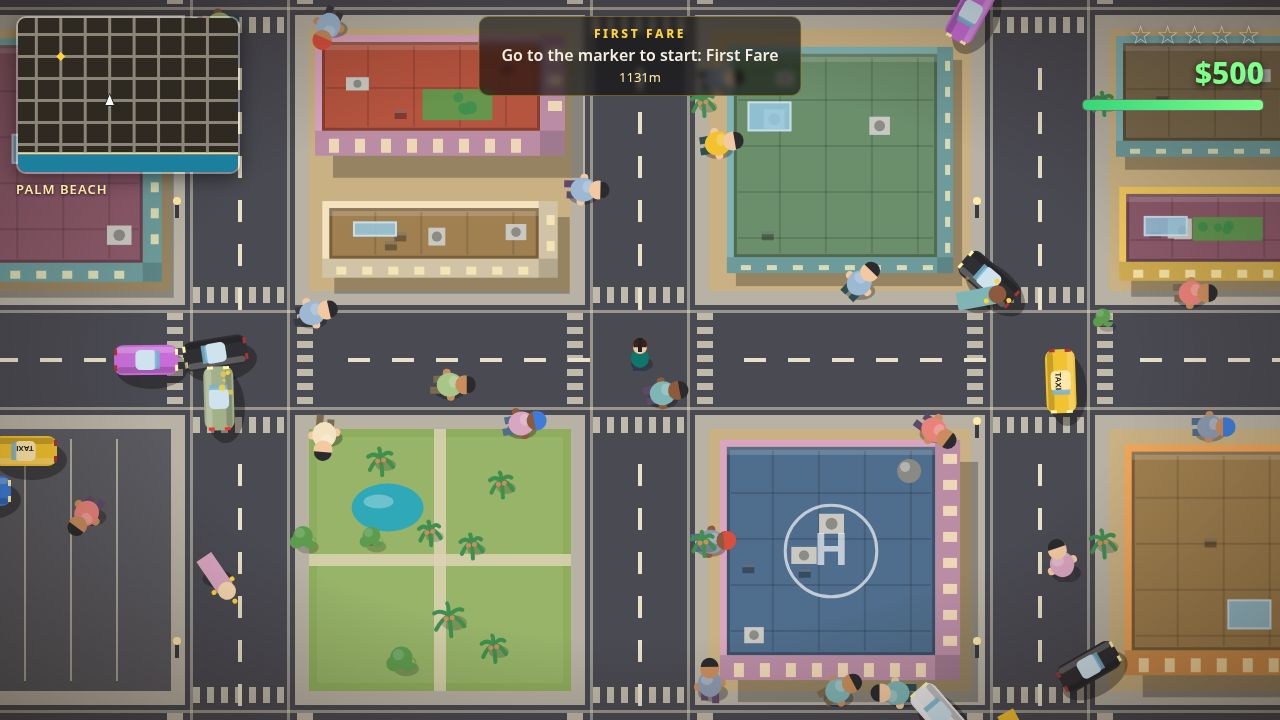 FIRST FARE
Go to the marker to start: First Fare
1131m
$500
PALM BEACH
TAXI
TAXI
H